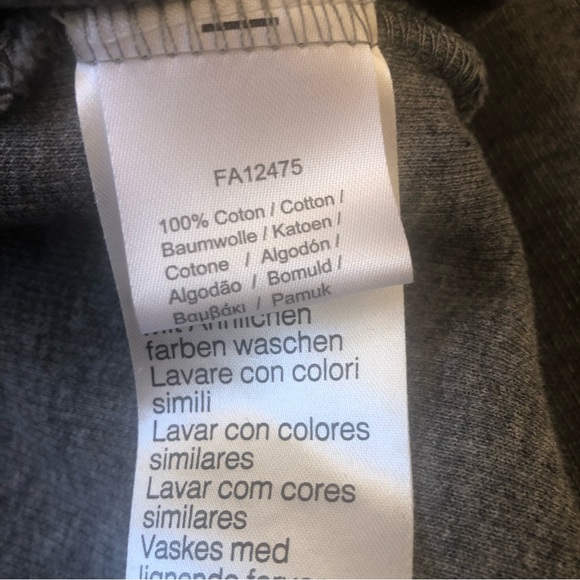 FA12475
100% Coton / Cotton /
Baumwolle / Katoen /
Cotone / Algodón /
Algodão / Bomuld /
Βαμβάκι / Pamuk
farben waschen
Lavare con colori
simili
Lavar con colores
similares
Lavar com cores
similares
Vaskes med